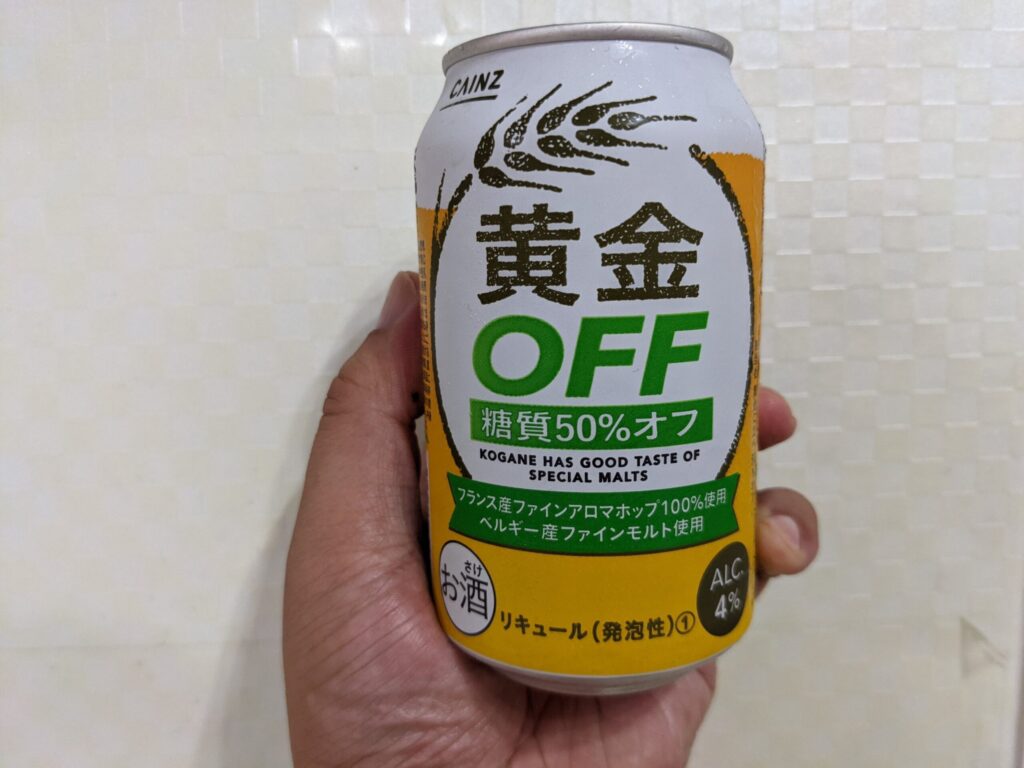 CAINZ
黄金
OFF
糖質50%オフ
KOGANE HAS GOOD TASTE OF
SPECIAL MALTS
フランス産ファインアロマホップ100%使用
ベルギー産ファインモルト使用
さけ
お酒
リキュール(発泡性)①
ALC.
4%